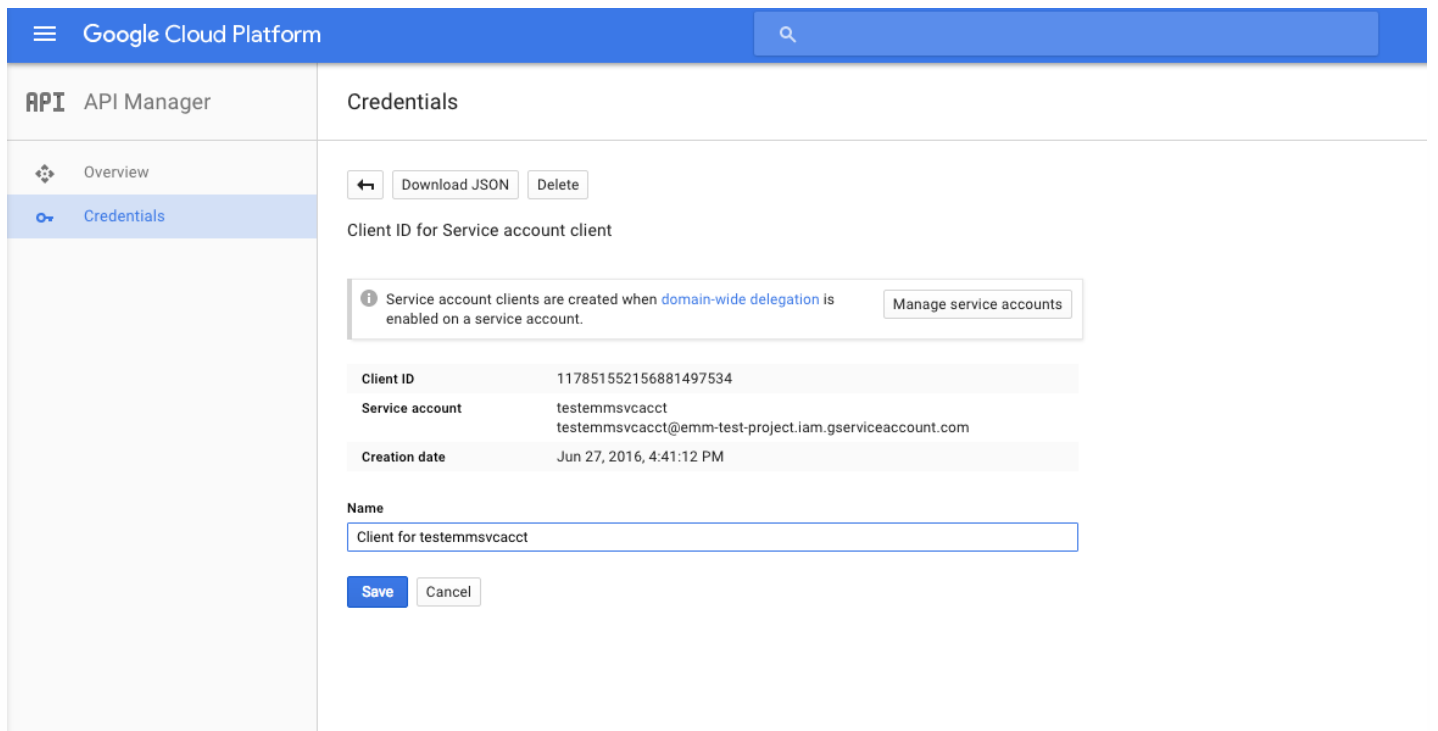 Google Cloud Platform
API API Manager
Credentials
Overview
Credentials
Download JSON Delete
Client ID for Service account client
Service account clients are created when domain-wide delegation is
enabled on a service account.
Manage service accounts
Client ID 117851552156881497534
Service account testemmsvcacct
testemmsvcacct@emm-test-project.iam.gserviceaccount.com
Creation date Jun 27, 2016, 4:41:12 PM
Name
Client for testemmsvcacct
Save Cancel